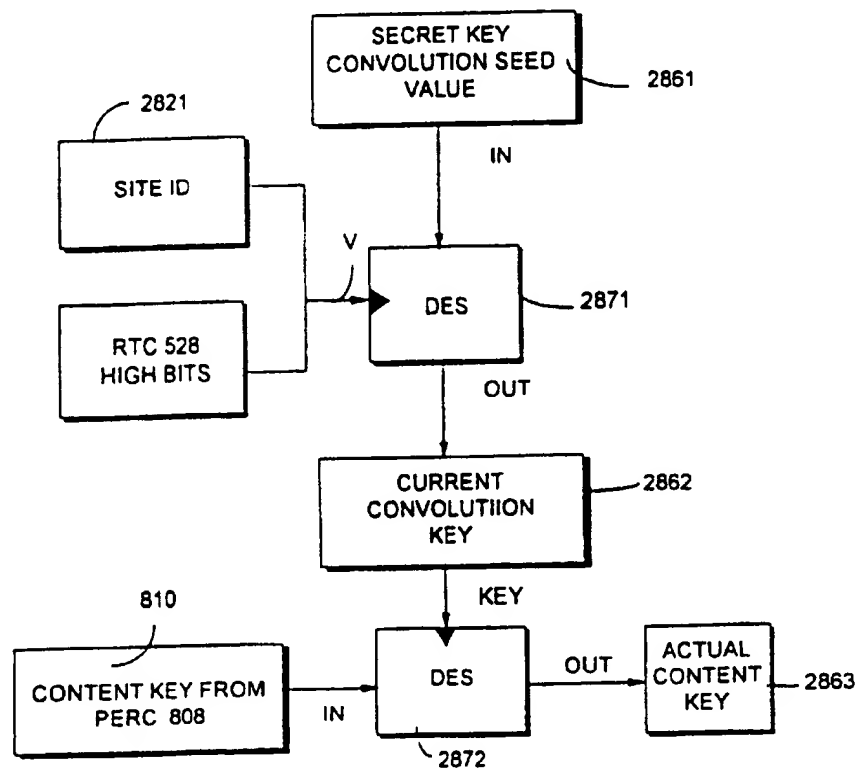 SECRET KEY
CONVOLUTION SEED
VALUE
2861
2821
IN
SITE ID
V
DES
2871
RTC 528
HIGH BITS
OUT
CURRENT
CONVOLUTIION
KEY
2862
810
KEY
CONTENT KEY FROM
PERC 808
IN
DES
OUT
ACTUAL
CONTENT
KEY
2863
2872